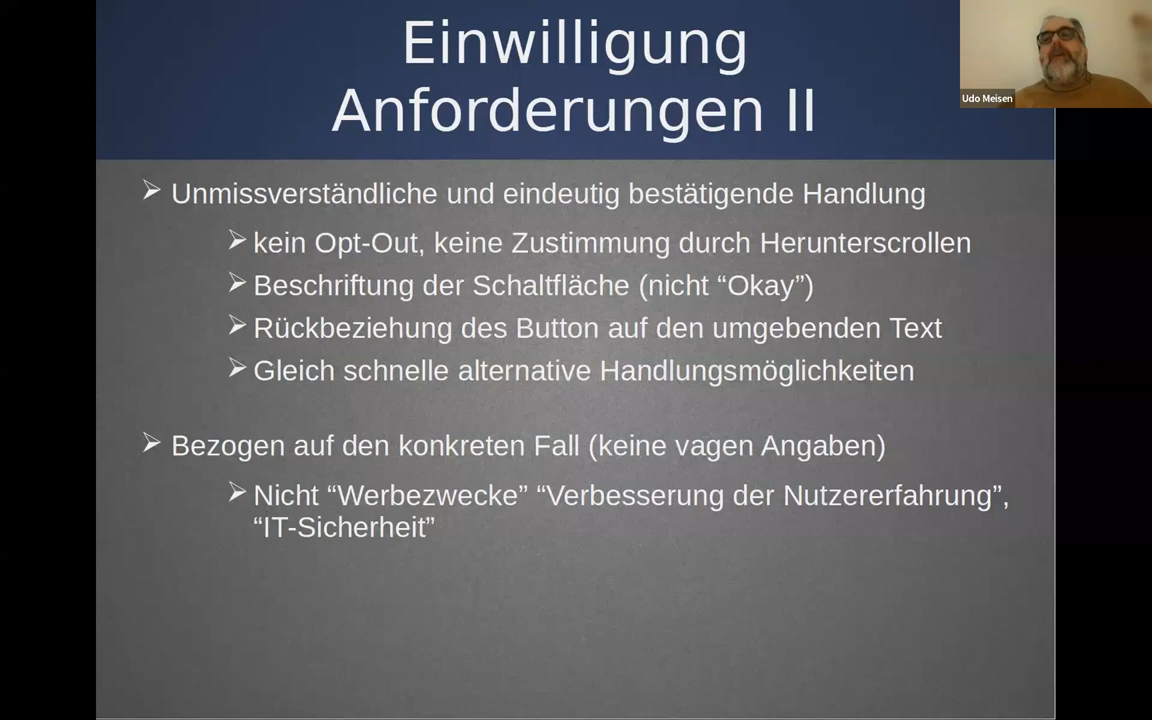 Einwilligung
Anforderungen II
Udo Meisen
Unmissverständliche und eindeutig bestätigende Handlung
kein Opt-Out, keine Zustimmung durch Herunterscrollen
Beschriftung der Schaltfläche (nicht “Okay”)
Rückbeziehung des Button auf den umgebenden Text
Gleich schnelle alternative Handlungsmöglichkeiten
Bezogen auf den konkreten Fall (keine vagen Angaben)
Nicht “Werbezwecke” “Verbesserung der Nutzererfahrung”,
“IT-Sicherheit”